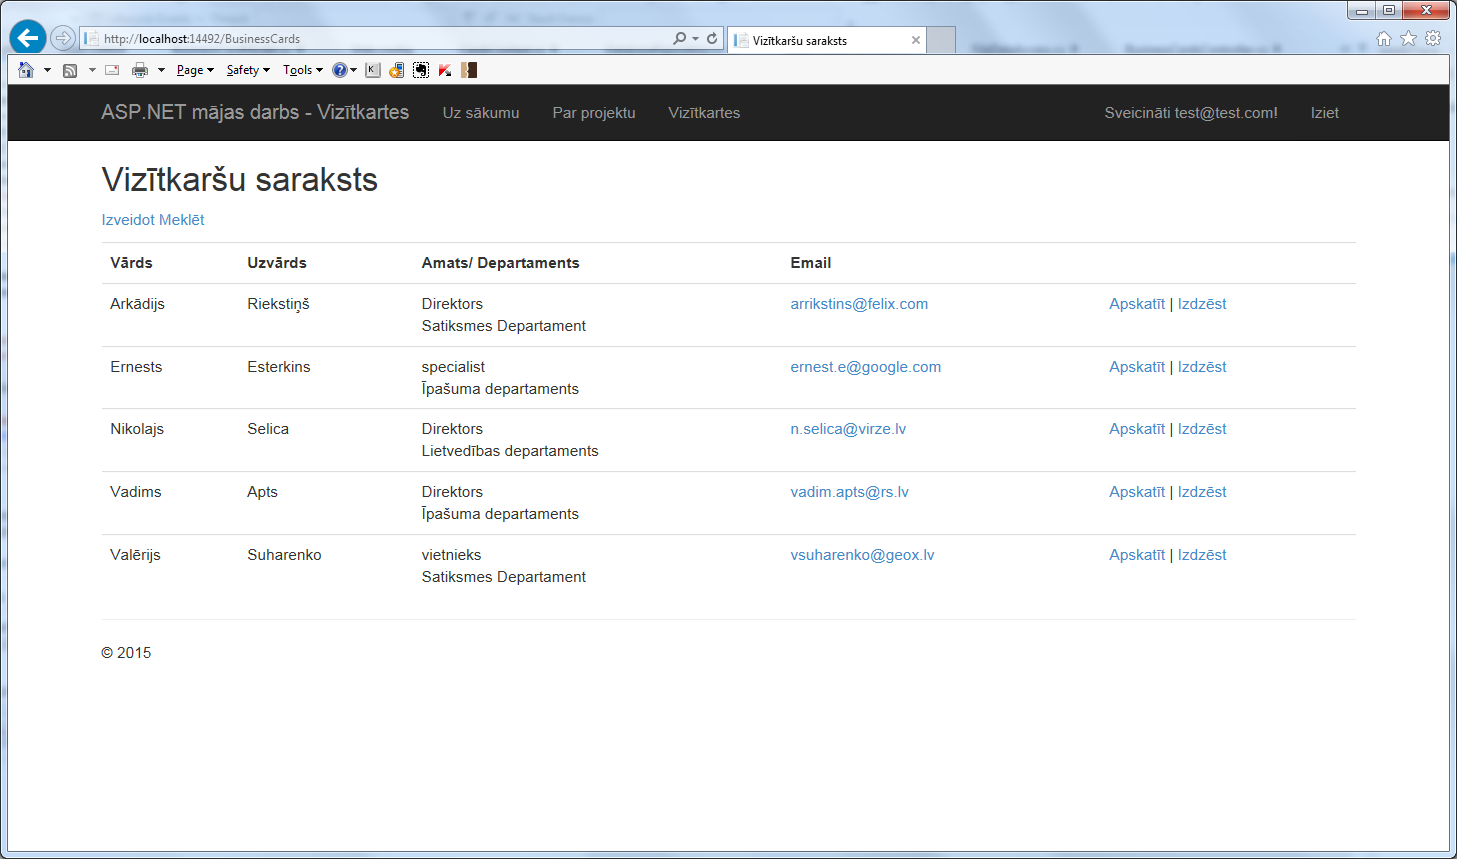 http://localhost:14492/BusinessCards
Vizītkaršu saraksts
Page Safety Tools
ASP.NET mājas darbs - Vizītkartes Uz sākumu Par projektu Vizītkartes Sveicināti test@test.com! Iziet
Vizītkaršu saraksts
Izveidot Meklēt
Vārds Uzvārds Amats/ Departaments Email
Arkādijs Riekstiņš Direktors arrikstins@felix.com Apskatīt | Izdzēst
Satiksmes Departament
Ernests Esterkins specialist ernest.e@google.com Apskatīt | Izdzēst
Īpašuma departaments
Nikolajs Selica Direktors n.selica@virze.lv Apskatīt | Izdzēst
Lietvedības departaments
Vadims Apts Direktors vadim.apts@rs.lv Apskatīt | Izdzēst
Īpašuma departaments
Valērijs Suharenko vietnieks vsuharenko@geox.lv Apskatīt | Izdzēst
Satiksmes Departament
© 2015